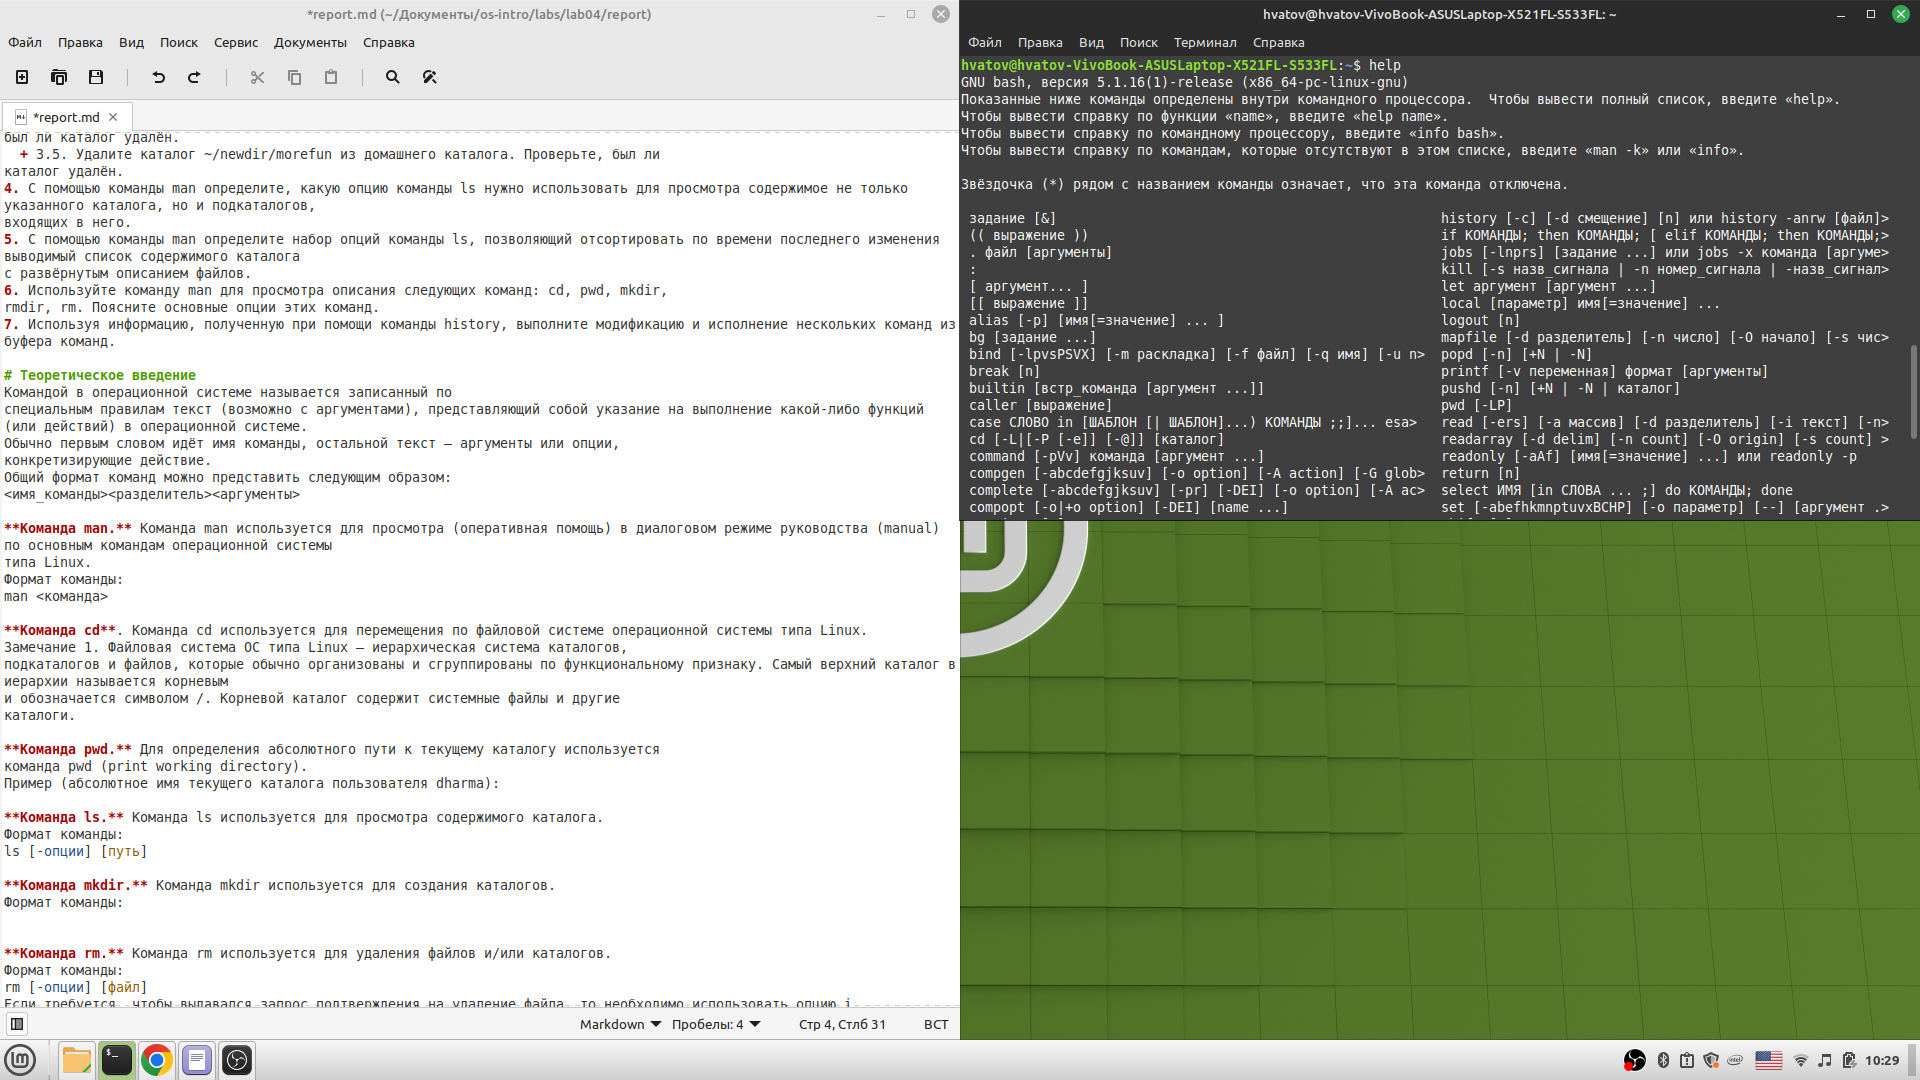 *report.md (~/Документы/os-intro/labs/lab04/report)
Файл Правка Вид Поиск Сервис Документы Справка
*report.md
был ли каталог удалён.
+ 3.5. Удалите каталог ~/newdir/morefun из домашнего каталога. Проверьте, был ли
каталог удалён.
4. С помощью команды man определите, какую опцию команды ls нужно использовать для просмотра содержимое не только
указанного каталога, но и подкаталогов,
входящих в него.
5. С помощью команды man определите набор опций команды ls, позволяющий отсортировать по времени последнего изменения
выводимый список содержимого каталога
с развёрнутым описанием файлов.
6. Используйте команду man для просмотра описания следующих команд: cd, pwd, mkdir,
rmdir, rm. Поясните основные опции этих команд.
7. Используя информацию, полученную при помощи команды history, выполните модификацию и исполнение нескольких команд из
буфера команд.
# Теоретическое введение
Командой в операционной системе называется записанный по
специальным правилам текст (возможно с аргументами), представляющий собой указание на выполнение какой-либо функций
(или действий) в операционной системе.
Обычно первым словом идёт имя команды, остальной текст — аргументы или опции,
конкретизирующие действие.
Общий формат команд можно представить следующим образом:
<имя_команды><разделитель><аргументы>
**Команда man.** Команда man используется для просмотра (оперативная помощь) в диалоговом режиме руководства (manual)
по основным командам операционной системы
типа Linux.
Формат команды:
man <команда>
**Команда cd**. Команда cd используется для перемещения по файловой системе операционной системы типа Linux.
Замечание 1. Файловая система ОС типа Linux — иерархическая система каталогов,
подкаталогов и файлов, которые обычно организованы и сгруппированы по функциональному признаку. Самый верхний каталог в
иерархии называется корневым
и обозначается символом /. Корневой каталог содержит системные файлы и другие
каталоги.
**Команда pwd.** Для определения абсолютного пути к текущему каталогу используется
команда pwd (print working directory).
Пример (абсолютное имя текущего каталога пользователя dharma):
**Команда ls.** Команда ls используется для просмотра содержимого каталога.
Формат команды:
ls [-опции] [путь]
**Команда mkdir.** Команда mkdir используется для создания каталогов.
Формат команды:
**Команда rm.** Команда rm используется для удаления файлов и/или каталогов.
Формат команды:
rm [-опции] [файл]
Если требуется, чтобы выдавался запрос подтверждения на удаление файла, то необходимо использовать опцию i.
Markdown Пробелы: 4 Стр 4, Стлб 31 ВСТ
hvatov@hvatov-VivoBook-ASUSLaptop-X521FL-S533FL: ~
Файл Правка Вид Поиск Терминал Справка
hvatov@hvatov-VivoBook-ASUSLaptop-X521FL-S533FL:~$ help
GNU bash, версия 5.1.16(1)-release (x86_64-pc-linux-gnu)
Показанные ниже команды определены внутри командного процессора.  Чтобы вывести полный список, введите «help».
Чтобы вывести справку по функции «name», введите «help name».
Чтобы вывести справку по командному процессору, введите «info bash».
Чтобы вывести справку по командам, которые отсутствуют в этом списке, введите «man -k» или «info».
Звёздочка (*) рядом с названием команды означает, что эта команда отключена.
задание [&] history [-c] [-d смещение] [n] или history -anrw [файл]>
(( выражение )) if КОМАНДЫ; then КОМАНДЫ; [ elif КОМАНДЫ; then КОМАНДЫ;>
. файл [аргументы] jobs [-lnprs] [задание ...] или jobs -x команда [аргуме>
: kill [-s назв_сигнала | -n номер_сигнала | -назв_сигнал>
[ аргумент... ] let аргумент [аргумент ...]
[[ выражение ]] local [параметр] имя[=значение] ...
alias [-p] [имя[=значение] ... ] logout [n]
bg [задание ...] mapfile [-d разделитель] [-n число] [-O начало] [-s чис>
bind [-lpvsPSVX] [-m раскладка] [-f файл] [-q имя] [-u n> popd [-n] [+N | -N]
break [n] printf [-v переменная] формат [аргументы]
builtin [встр_команда [аргумент ...]] pushd [-n] [+N | -N | каталог]
caller [выражение] pwd [-LP]
case СЛОВО in [ШАБЛОН [| ШАБЛОН]...) КОМАНДЫ ;;]... esa> read [-ers] [-a массив] [-d разделитель] [-i текст] [-n>
cd [-L|[-P [-e]] [-@]] [каталог] readarray [-d delim] [-n count] [-O origin] [-s count] >
command [-pVv] команда [аргумент ...] readonly [-aAf] [имя[=значение] ...] или readonly -p
compgen [-abcdefgjksuv] [-o option] [-A action] [-G glob> return [n]
complete [-abcdefgjksuv] [-pr] [-DEI] [-o option] [-A ac> select ИМЯ [in СЛОВА ... ;] do КОМАНДЫ; done
compopt [-o|+o option] [-DEI] [name ...] set [-abefhkmnptuvxBCHP] [-o параметр] [--] [аргумент .>
10:29